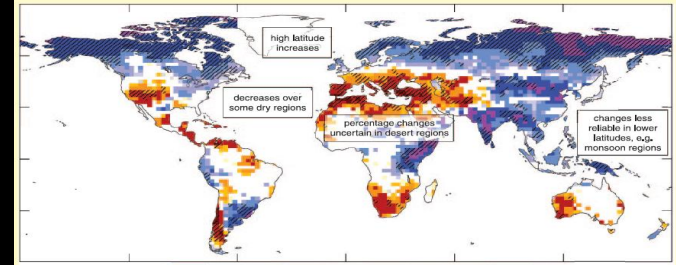 high latitude
increases
decreases over
some dry regions
percentage changes
uncertain in desert regions
changes less
reliable in lower
latitudes, e.g.
monsoon regions